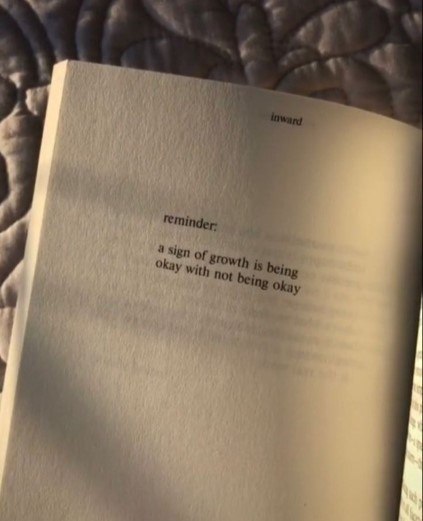 inward
reminder:
a sign of growth is being
okay with not being okay